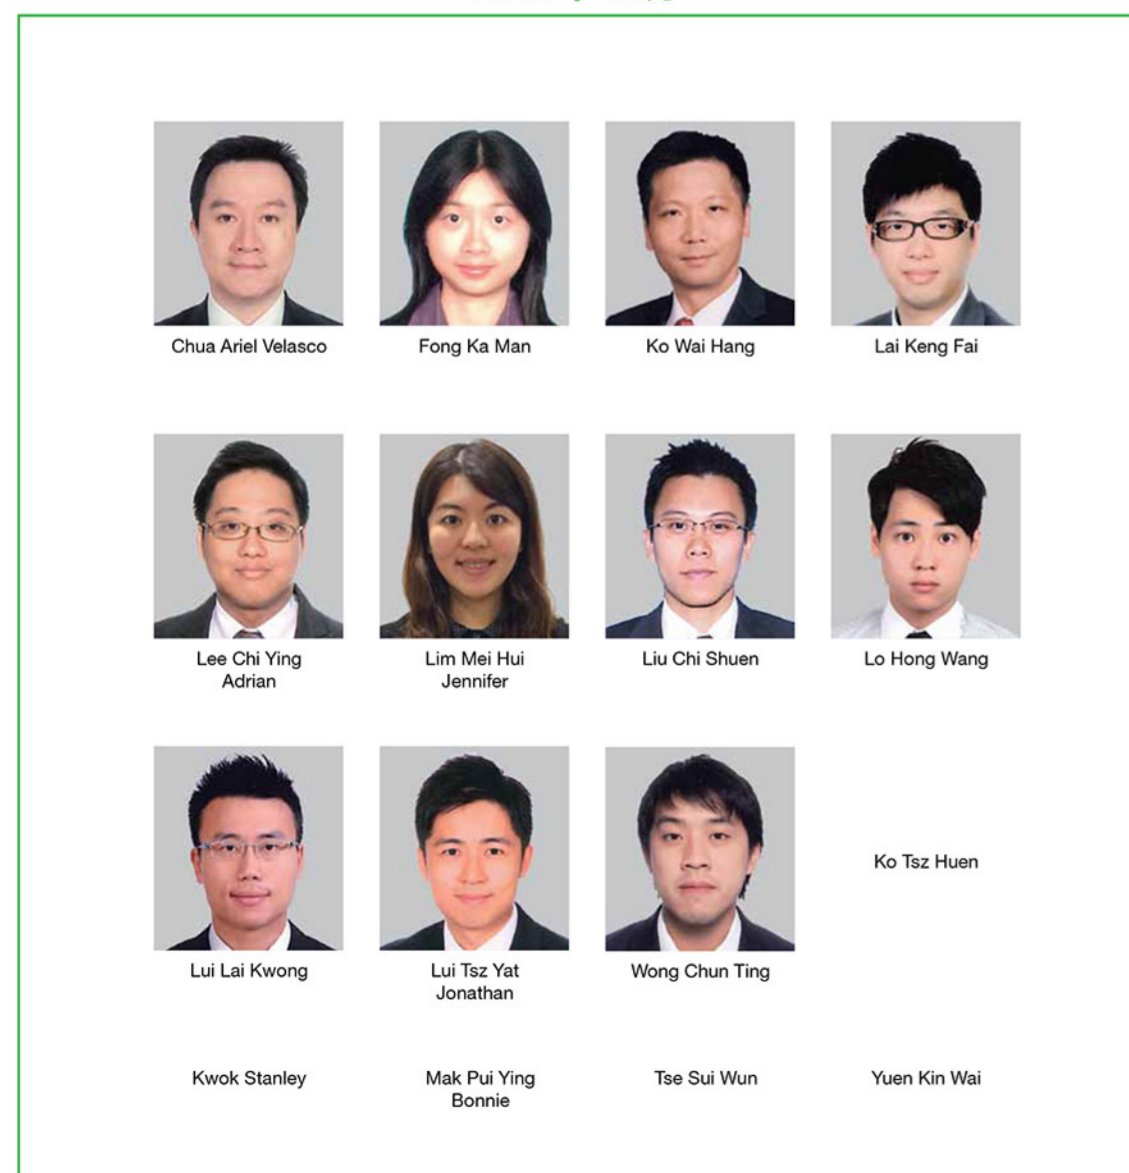 Chua Ariel Velasco
Fong Ka Man
Ko Wai Hang
Lai Keng Fai
Lee Chi Ying
Adrian
Lim Mei Hui
Jennifer
Liu Chi Shuen
Lo Hong Wang
Lui Lai Kwong
Lui Tsz Yat
Jonathan
Wong Chun Ting
Ko Tsz Huen
Kwok Stanley
Mak Pui Ying
Bonnie
Tse Sui Wun
Yuen Kin Wai